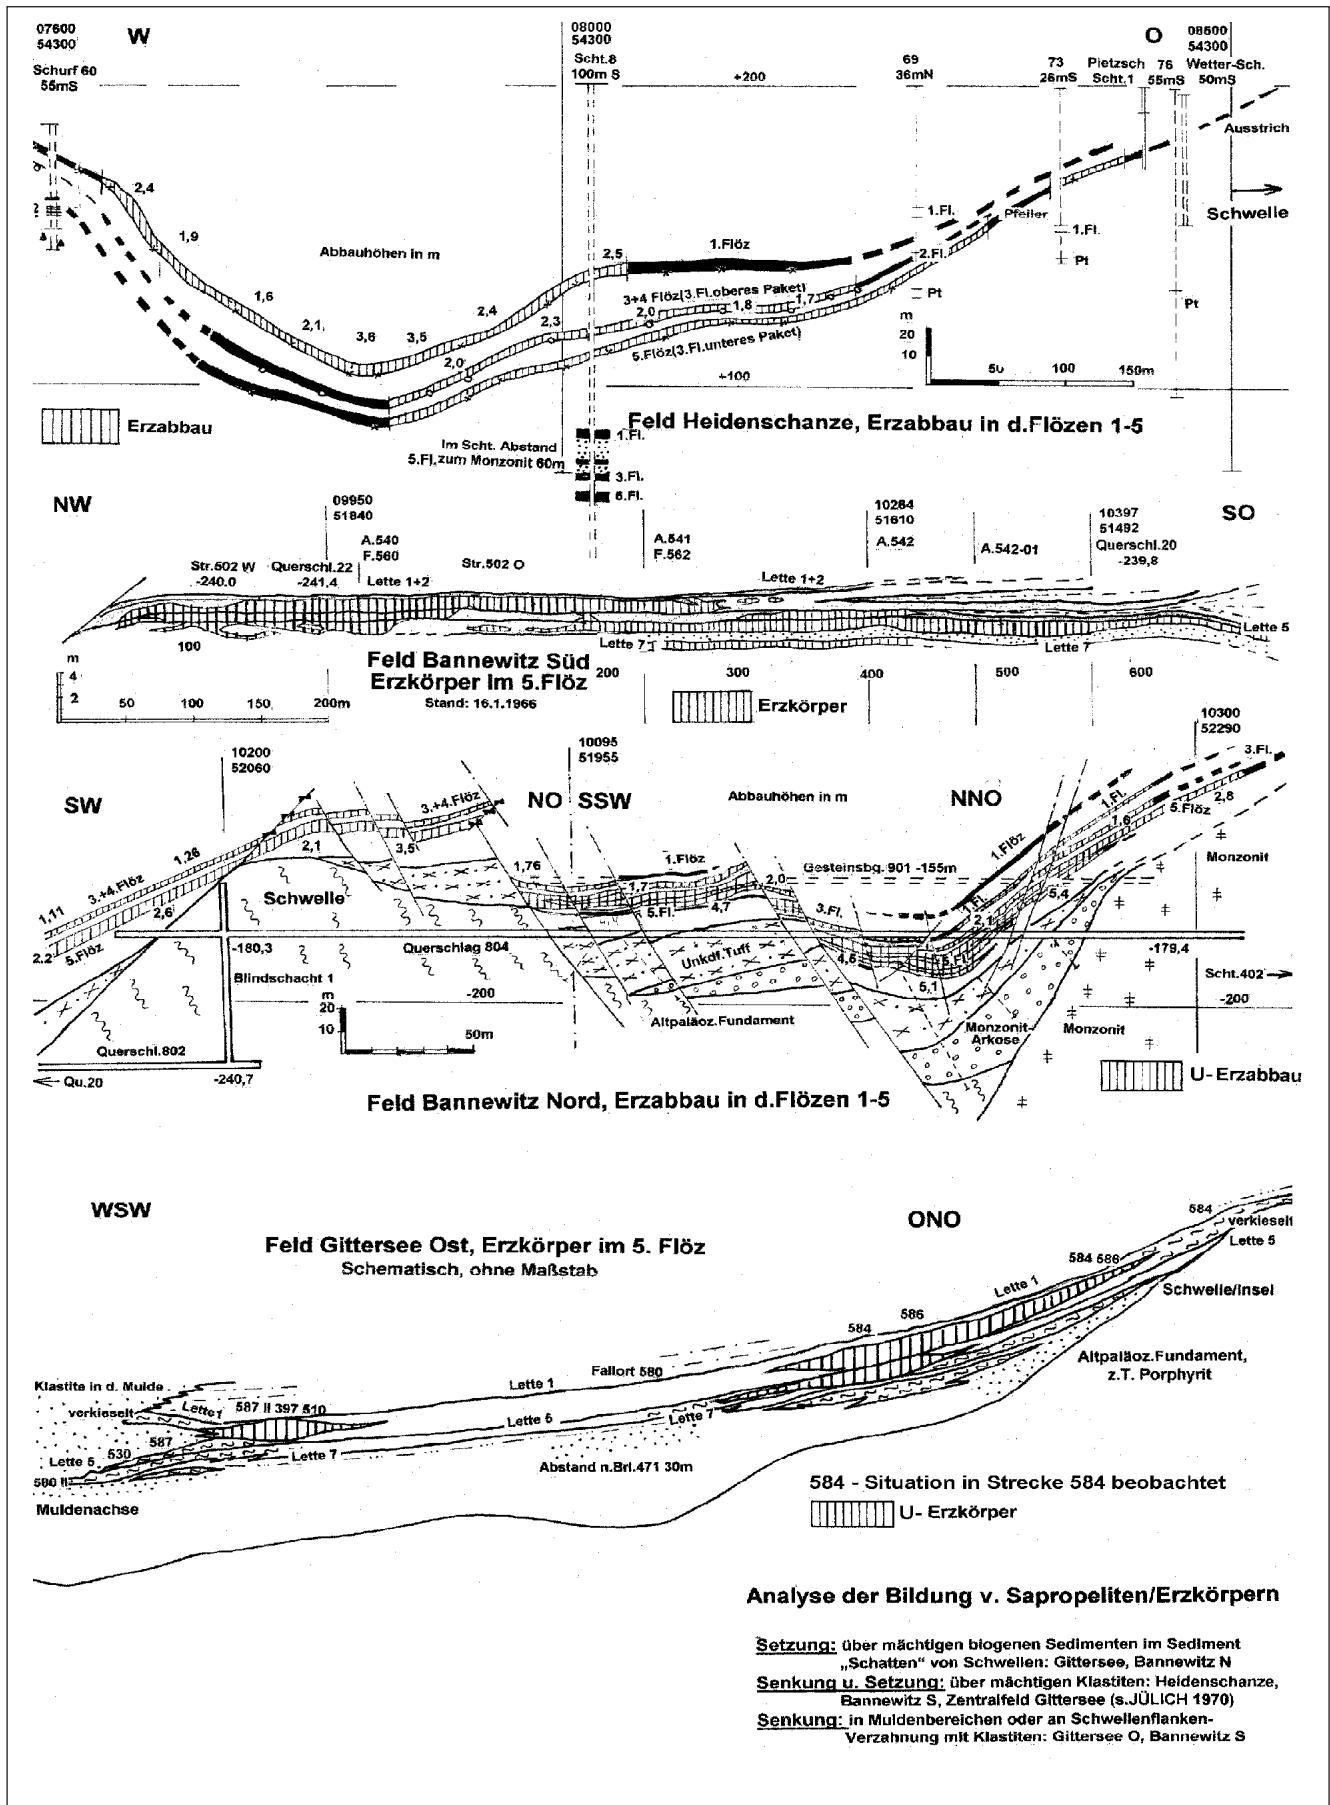 07600
54300
W
08000
54300
O
08500
54300
Schurf 60
55mS
Scht.8
100m S
+200
69
36mN
73
26mS
Pietzsch
Scht.1
76
55mS
Wetter-Sch.
50mS
Ausstrich
2,4
1,9
Abbauhöhen in m
2,5
1.Flöz
1.Fl.
Pfeiler
1.Fl.
Schwelle
2.Fl.
Pt
1,6
2,1
3,6
3,5
2,4
2,3
3+4 Flöz(3.Fl.oberes Paket)
2,0
1,8
1,7
Pt
Pt
2,0
5.Flöz(3.Fl.unteres Paket)
m
20
10
+100
50
100
150m
Erzabbau
Feld Heidenschanze, Erzabbau in d.Flözen 1-5
Im Scht. Abstand
5.Fl. zum Monzonit 60m
1.Fl.
3.Fl.
5.Fl.
NW
09950
51840
10264
51610
10397
51492
SO
A.540
F.560
A.541
F.562
A.542
A.542-01
Querschl.20
-239,8
Str.502 W
-240.0
Querschl.22
-241,4
Lette 1+2
Str.502 O
Lette 1+2
Lette 5
100
Lette 7
Lette 7
Feld Bannewitz Süd
Erzkörper im 5.Flöz
Stand: 16.1.1966
200
300
400
500
600
m
4
2
50
100
150
200m
Erzkörper
10200
52060
10095
51955
10300
52290
SW
NO
SSW
Abbauhöhen in m
NNO
3.Fl.
3.+4.Flöz
1.Fl.
5.Flöz
2,8
1,26
2,1
3,5
1.Flöz
1.Flöz
1,6
1,76
1,7
2,0
Gesteinsbg. 901 -155m
Monzonit
1,11
3.+4.Flöz
2,6
Schwelle
5.Fl.
4,7
3.Fl.
1.Fl.
2,1
5,4
2.2
5.Flöz
-180,3
Querschlag 804
4,6
5.Fl.
-179,4
Blindschacht 1
Unkdf.Tuff
5,1
Scht.402
-200
-200
m
20
10
50m
Altpaläoz.Fundament
Monzonit-
Arkose
Monzonit
Querschl.802
Qu.20
-240,7
U- Erzabbau
Feld Bannewitz Nord, Erzabbau in d.Flözen 1-5
WSW
ONO
584
verkieselt
Lette 5
Feld Gittersee Ost, Erzkörper im 5. Flöz
Schematisch, ohne Maßstab
584 586
Lette 1
Schwelle/Insel
586
584
Altpaläoz.Fundament,
z.T. Porphyrit
Fallort 580
Klastite in d. Mulde
Lette 1
verkieselt
Lette1
587 II 397 510
Lette 5
Lette 7
587
530
Lette 5
Lette 7
580 II
Abstand n.Brl.471 30m
Muldenachse
584 - Situation in Strecke 584 beobachtet
U- Erzkörper
Analyse der Bildung v. Sapropeliten/Erzkörpern
Setzung: über mächtigen biogenen Sedimenten im Sediment
„Schatten“ von Schwellen: Gittersee, Bannewitz N
Senkung u. Setzung: über mächtigen Klastiten: Heidenschanze,
Bannewitz S, Zentralfeld Gittersee (s.JÜLICH 1970)
Senkung: in Muldenbereichen oder an Schwellenflanken-
Verzahnung mit Klastiten: Gittersee O, Bannewitz S